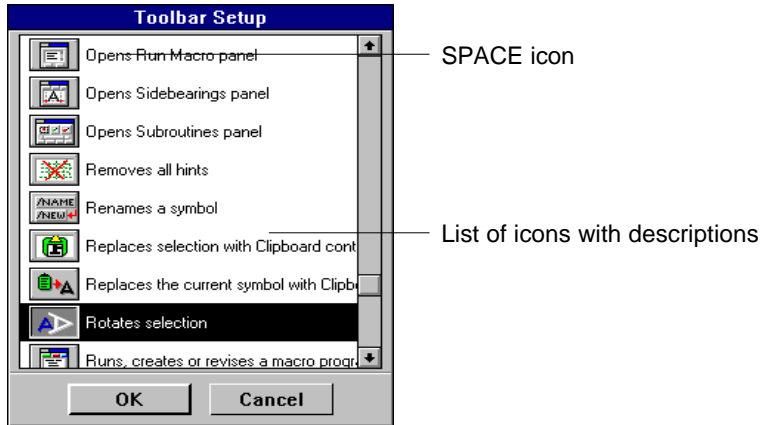 Toolbar Setup
Opens Run Macro panel
SPACE icon
Opens Sidebearings panel
Opens Subroutines panel
Removes all hints
/NAME
/NEW
Renames a symbol
List of icons with descriptions
Replaces selection with Clipboard cont
Replaces the current symbol with Clipb
Rotates selection
Runs, creates or revises a macro progr
OK
Cancel